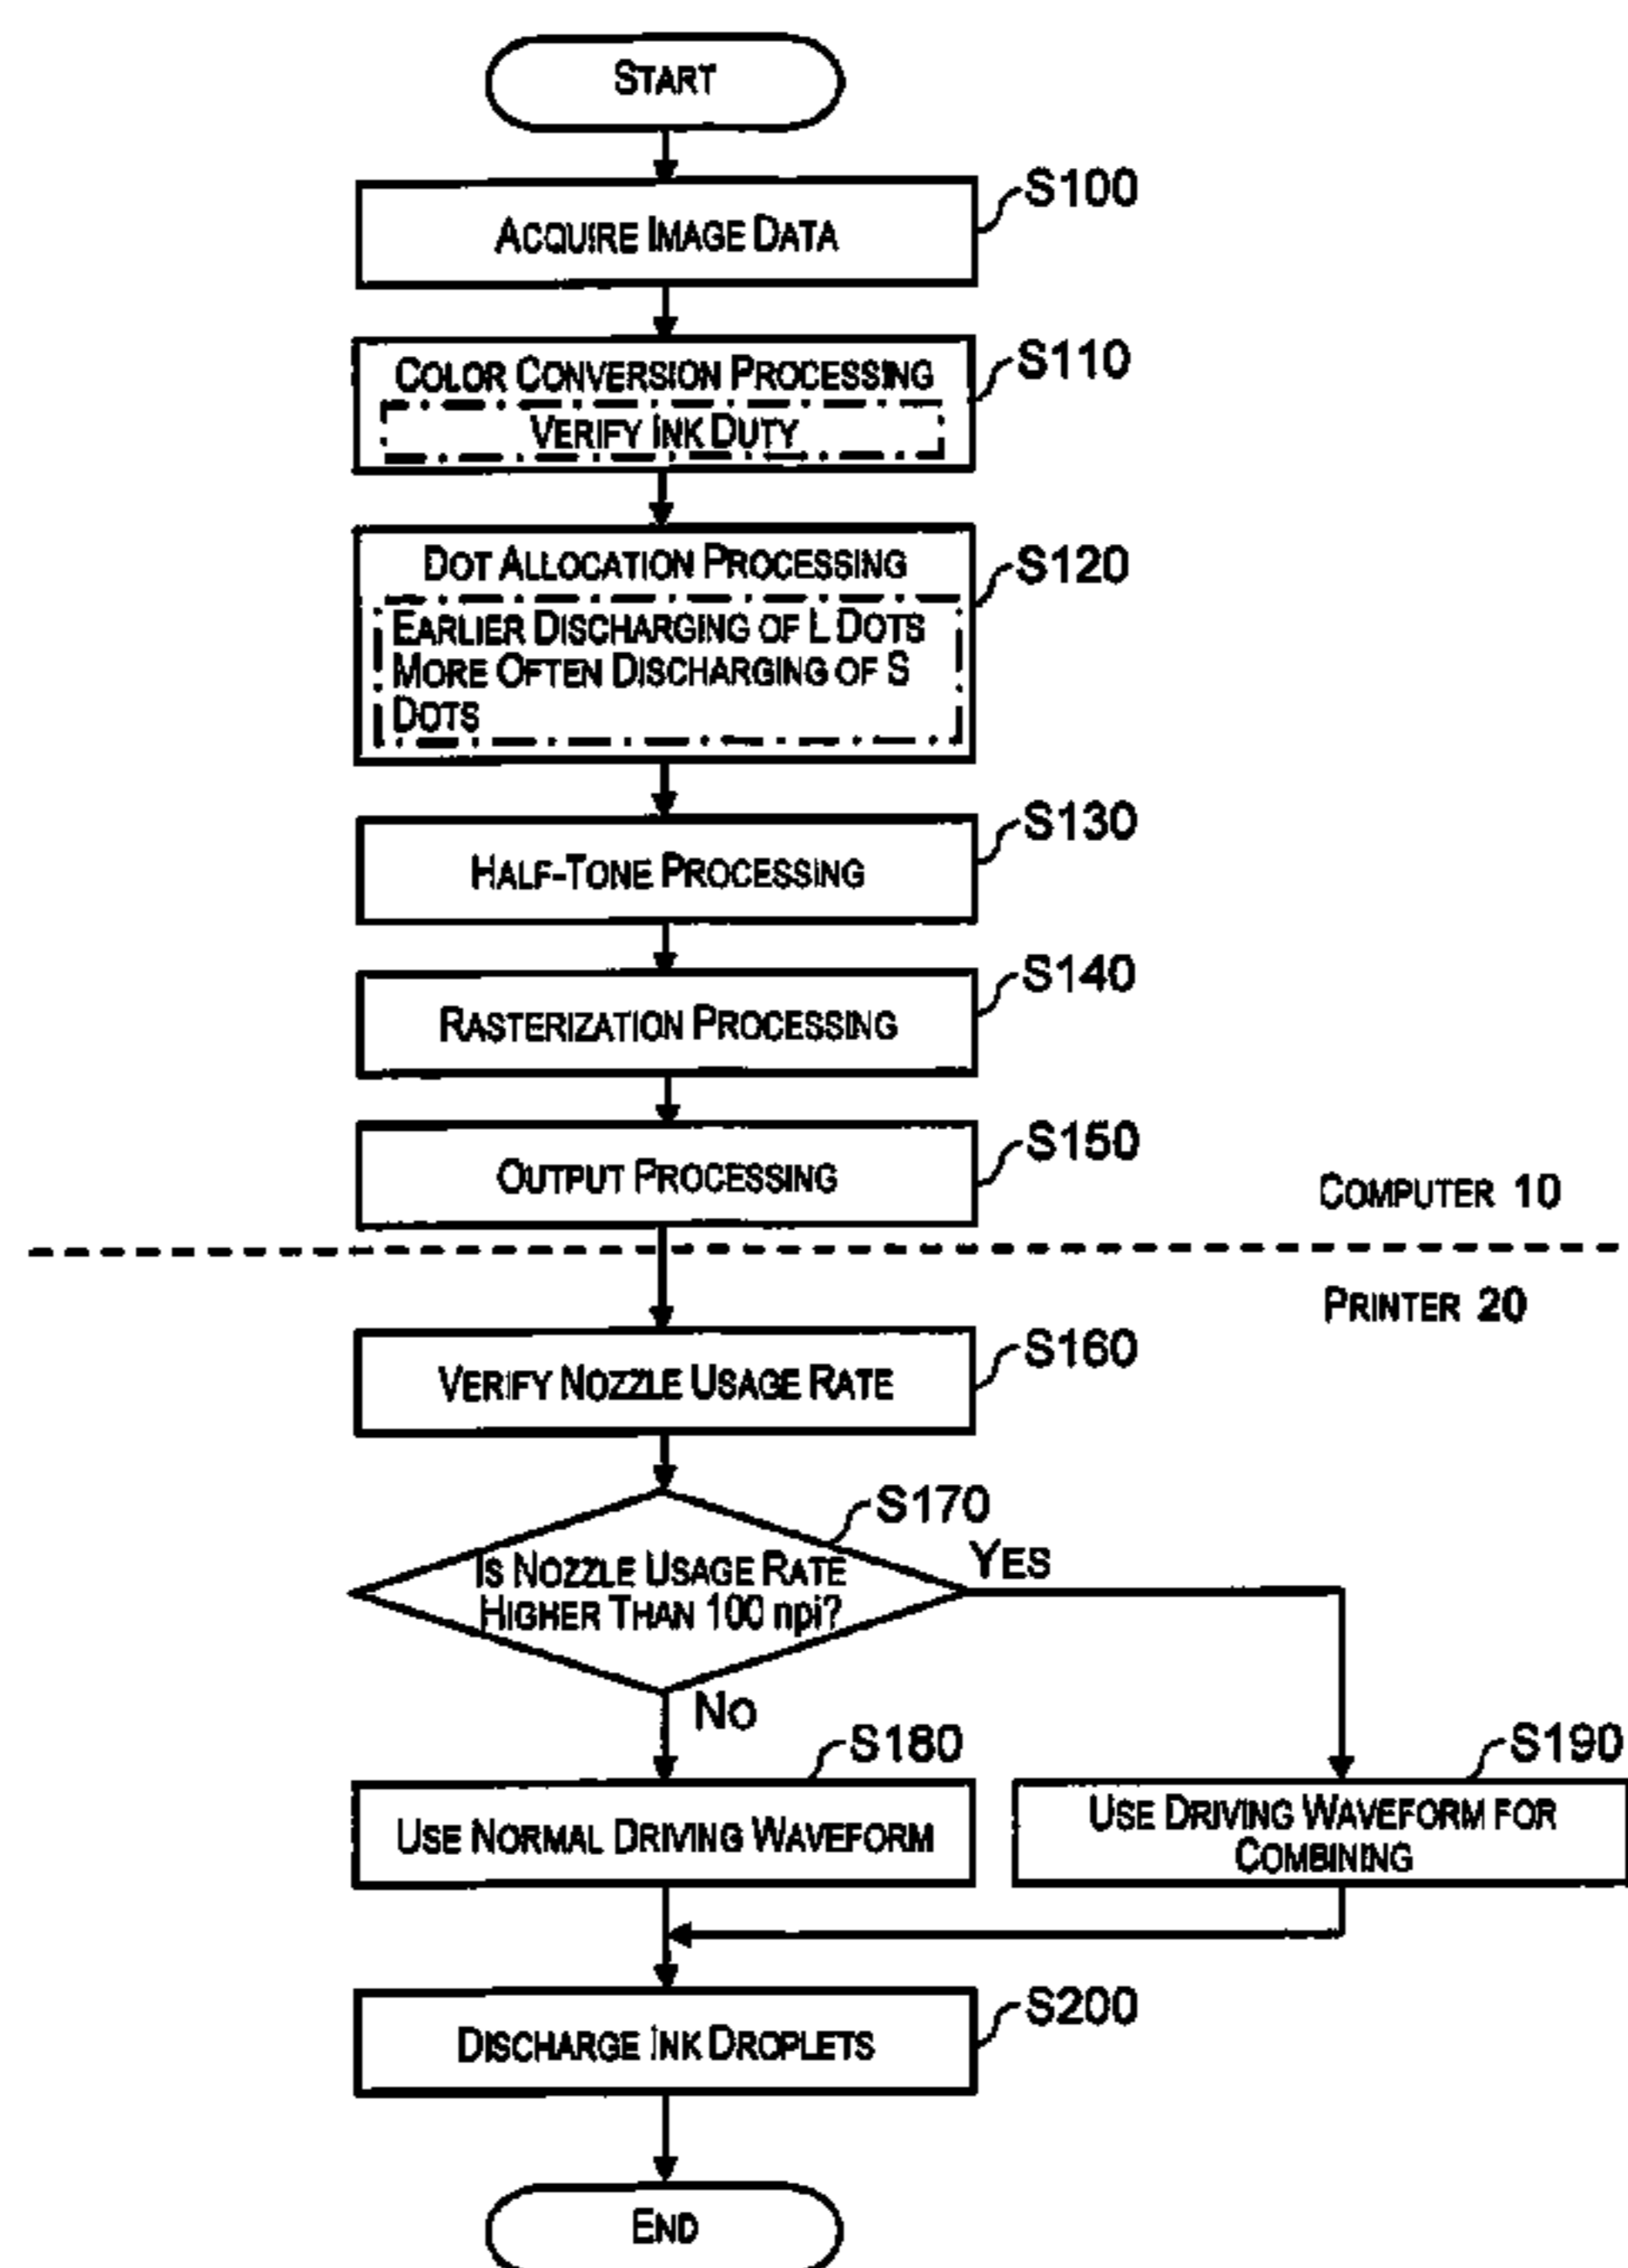 START
ACQUIRE IMAGE DATA
S100
COLOR CONVERSION PROCESSING
VERIFY INK DUTY
S110
DOT ALLOCATION PROCESSING
EARLIER DISCHARGING OF L DOTS
MORE OFTEN DISCHARGING OF S
DOTS
S120
HALF-TONE PROCESSING
S130
RASTERIZATION PROCESSING
S140
OUTPUT PROCESSING
S150
COMPUTER 10
PRINTER 20
VERIFY NOZZLE USAGE RATE
S160
IS NOZZLE USAGE RATE
HIGHER THAN 100 npi?
S170
YES
NO
USE NORMAL DRIVING WAVEFORM
S180
USE DRIVING WAVEFORM FOR
COMBINING
S190
DISCHARGE INK DROPLETS
S200
END